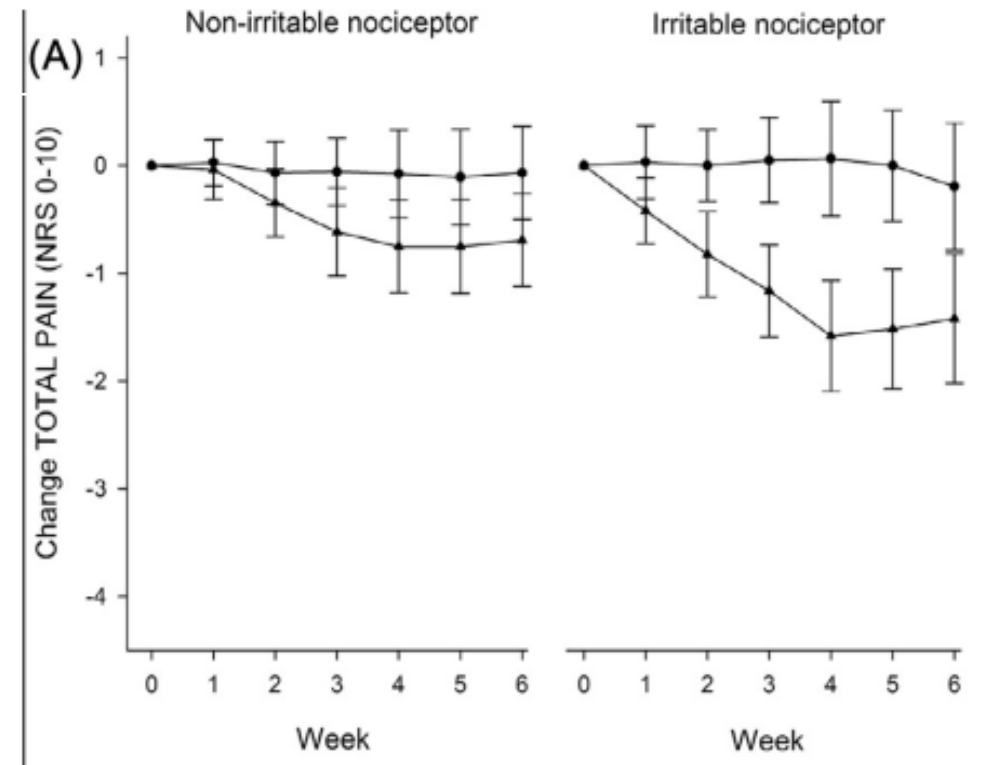 Non-irritable nociceptor
Irritable nociceptor
(A)
Change TOTAL PAIN (NRS 0-10)
1
0
-1
-2
-3
-4
0 1 2 3 4 5 6
0 1 2 3 4 5 6
Week
Week